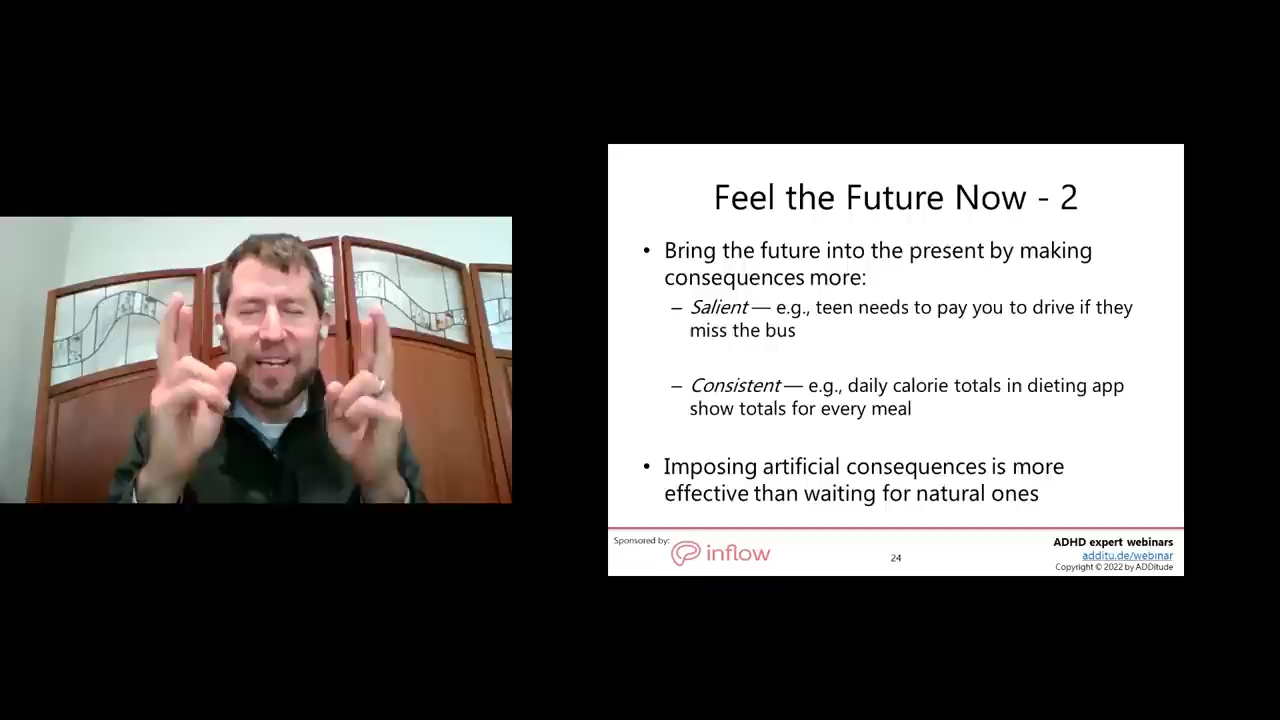 Feel the Future Now - 2
• Bring the future into the present by making
consequences more:
– Salient — e.g., teen needs to pay you to drive if they
miss the bus
– Consistent — e.g., daily calorie totals in dieting app
show totals for every meal
• Imposing artificial consequences is more
effective than waiting for natural ones
Sponsored by:
inflow
24
ADHD expert webinars
additu.de/webinar
Copyright © 2022 by ADDitude